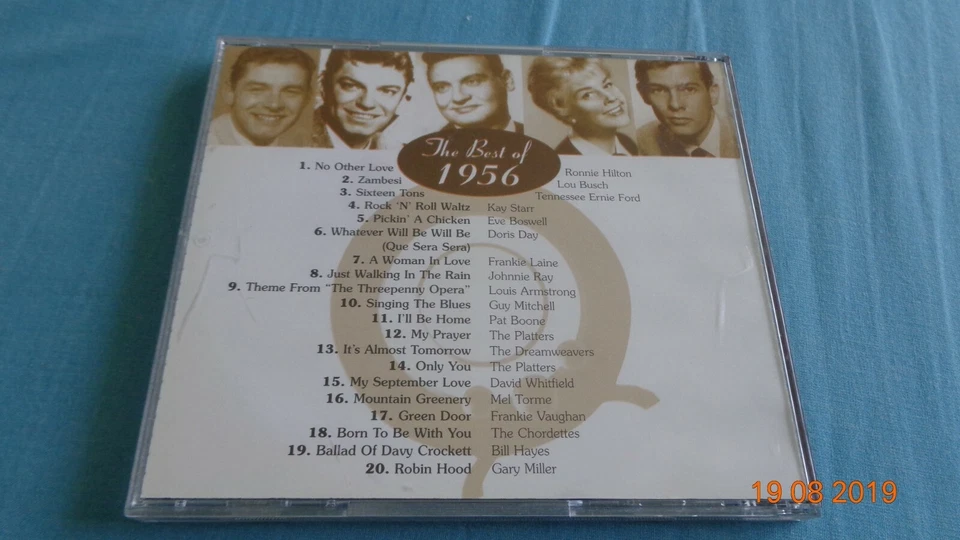 The Best of
1956
1. No Other Love Ronnie Hilton
2. Zambesi Lou Busch
3. Sixteen Tons Tennessee Ernie Ford
4. Rock 'N' Roll Waltz Kay Starr
5. Pickin' A Chicken Eve Boswell
6. Whatever Will Be Will Be Doris Day
(Que Sera Sera)
7. A Woman In Love Frankie Laine
8. Just Walking In The Rain Johnnie Ray
9. Theme From "The Threepenny Opera" Louis Armstrong
10. Singing The Blues Guy Mitchell
11. I'll Be Home Pat Boone
12. My Prayer The Platters
13. It's Almost Tomorrow The Dreamweavers
14. Only You The Platters
15. My September Love David Whitfield
16. Mountain Greenery Mel Torme
17. Green Door Frankie Vaughan
18. Born To Be With You The Chordettes
19. Ballad Of Davy Crockett Bill Hayes
20. Robin Hood Gary Miller
19 08 2019